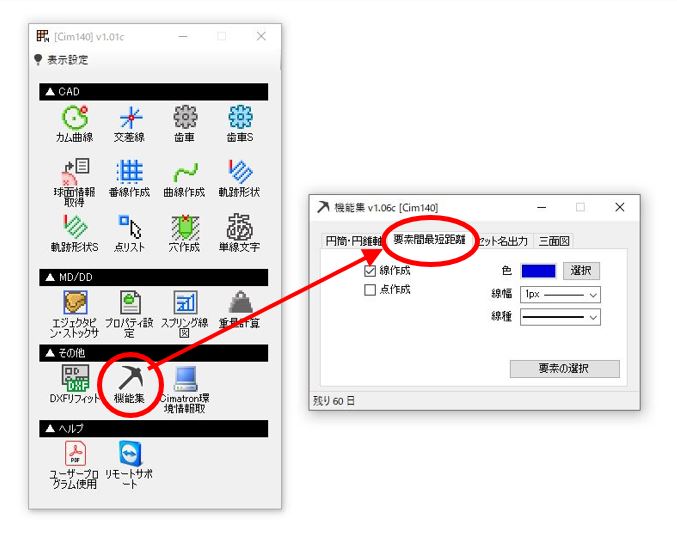 [Cim140] v1.01c
表示設定
▲ CAD
カム曲線
交差線
歯車
歯車S
球面情報
取得
番線作成
曲線作成
軌跡形状
軌跡形状S
点リスト
穴作成
単線文字
▲ MD/DD
エジェクタピ
ン・ストックサ
プロパティ設
定
スプリング線
図
重量計算
▲ その他
DXF
DXFリフィット
機能集
Cimatron環
境情報取
▲ ヘルプ
PDF
ユーザープロ
グラム使用
リモートサポ
ート
機能集 v1.06c [Cim140]
円筒・円錐軸
要素間最短距離
セット名出力
三面図
線作成
点作成
色
選択
線幅
1px
線種
要素の選択
残り 60 日